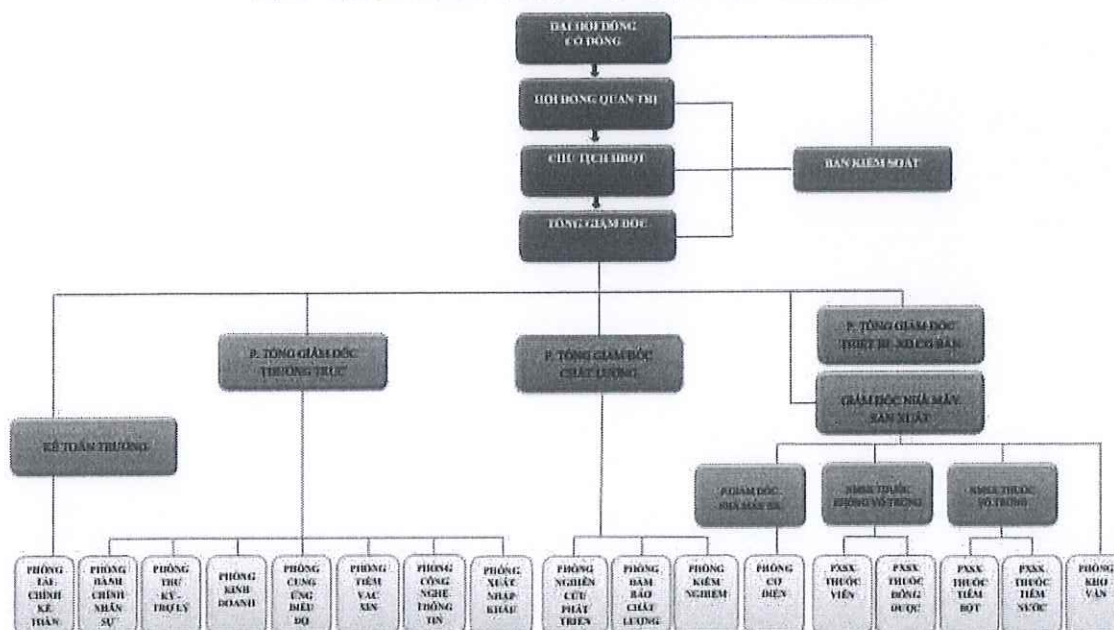 ĐẠI HỘI ĐỒNG
CỔ ĐÔNG
HỘI ĐỒNG QUẢN TRỊ
CHỦ TỊCH HĐQT
BAN KIỂM SOÁT
TỔNG GIÁM ĐỐC
P. TỔNG GIÁM ĐỐC
THƯỜNG TRỰC
P. TỔNG GIÁM ĐỐC
CHẤT LƯỢNG
P. TỔNG GIÁM ĐỐC
THIẾT BỊ -XD CƠ BẢN
GIÁM ĐỐC NHÀ MÁY
SẢN XUẤT
KẾ TOÁN TRƯỞNG
P.GIÁM ĐỐC
NHÀ MÁY SX
NMSX THUỐC
KHÔNG VÔ TRÙNG
NMSX THUỐC
VÔ TRÙNG
PHÒNG
TÀI
CHÍNH
KẾ
TOÁN
PHÒNG
HÀNH
CHÍNH
NHÂN
SỰ
PHÒNG
THƯ
KÝ -
TRỢ LÝ
PHÒNG
KINH
DOANH
PHÒNG
CUNG
ỨNG
ĐIỀU
ĐỘ
PHÒNG
TIÊM
VAC
XIN
PHÒNG
CÔNG
NGHỆ
THÔNG
TIN
PHÒNG
XUẤT
NHẬP
KHẨU
PHÒNG
NGHIÊN
CỨU
PHÁT
TRIỂN
PHÒNG
ĐẢM
BẢO
CHẤT
LƯỢNG
PHÒNG
KIỂM
NGHIỆM
PHÒNG
CƠ
ĐIỆN
PXSX
THUỐC
VIÊN
PXSX
THUỐC
ĐÔNG
DƯỢC
PXSX
THUỐC
TIÊM
BỘT
PXSX
THUỐC
TIÊM
NƯỚC
PHÒNG
KHO
VẬN